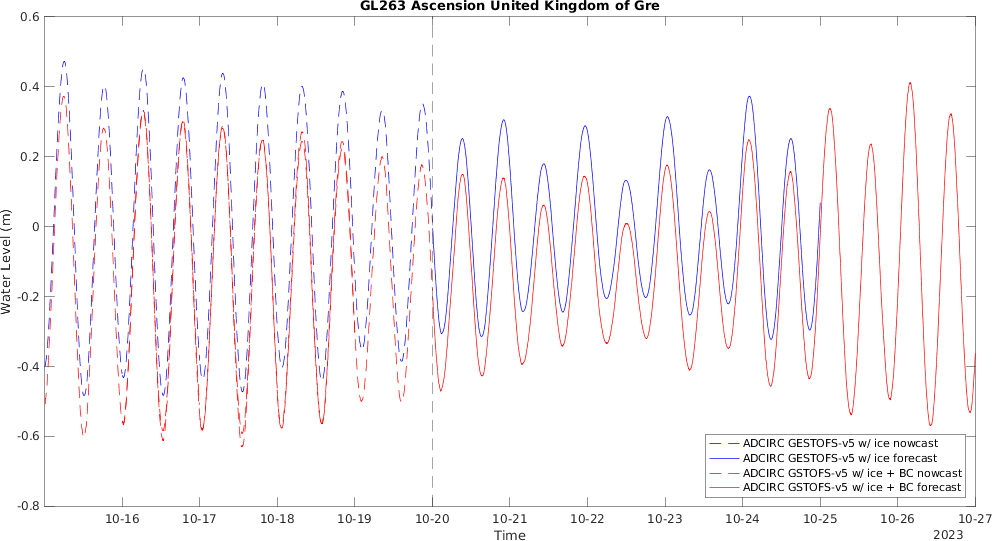 GL263 Ascension United Kingdom of Gre
0.6
0.4
0.2
0
-0.2
-0.4
-0.6
-0.8
Water Level (m)
ADCIRC GESTOFS-v5 w/ ice nowcast
ADCIRC GESTOFS-v5 w/ ice forecast
ADCIRC GSTOFS-v5 w/ ice + BC nowcast
ADCIRC GSTOFS-v5 w/ ice + BC forecast
10-16 10-17 10-18 10-19 10-20 10-21 10-22 10-23 10-24 10-25 10-26 10-27
Time
2023